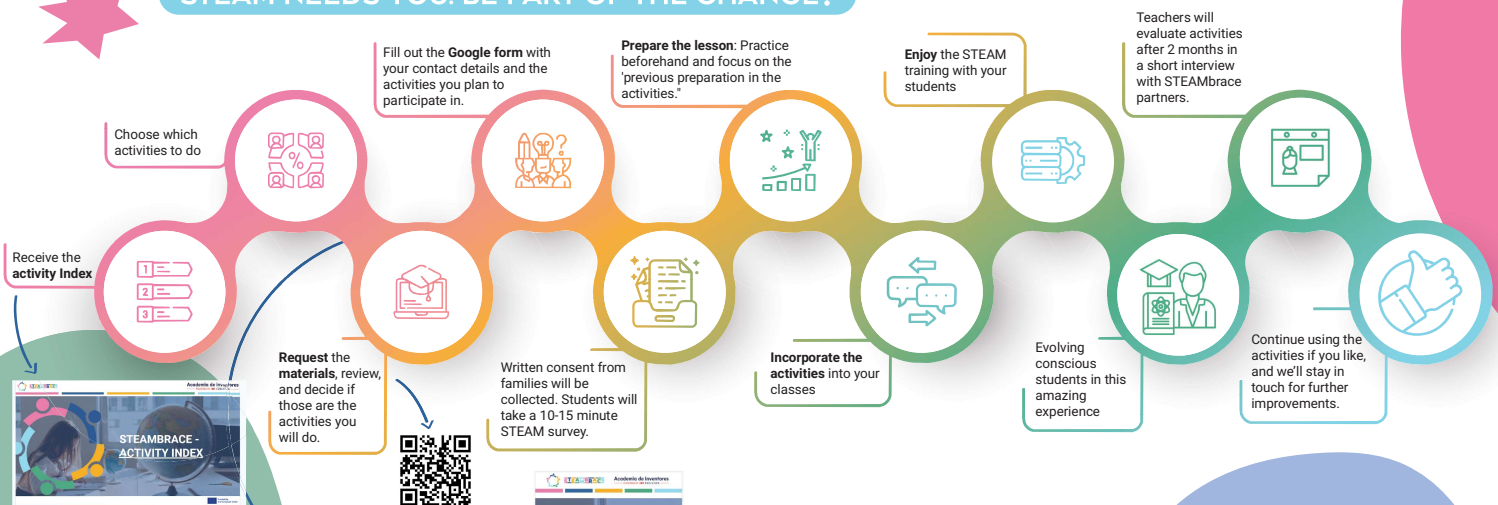 STEAM NEEDS YOU: BE PART OF THE CHANGE!
Receive the
activity Index
Choose which
activities to do
Request the
materials, review,
and decide if
those are the
activities you
will do.
Fill out the Google form with
your contact details and the
activities you plan to
participate in.
Written consent from
families will be
collected. Students will
take a 10-15 minute
STEAM survey.
Prepare the lesson: Practice
beforehand and focus on the
'previous preparation in the
activities."
Incorporate the
activities into your
classes
Enjoy the STEAM
training with your
students
Evolving
conscious
students in this
amazing
experience
Teachers will
evaluate activities
after 2 months in
a short interview
with STEAMbrace
partners.
Continue using the
activities if you like,
and we'll stay in
touch for further
improvements.
%
?
1
2
3
STEAMBRACE
Academia de Inventores
STEAMBRACE -
ACTIVITY INDEX
STEAMBRACE
Academia de Inventores